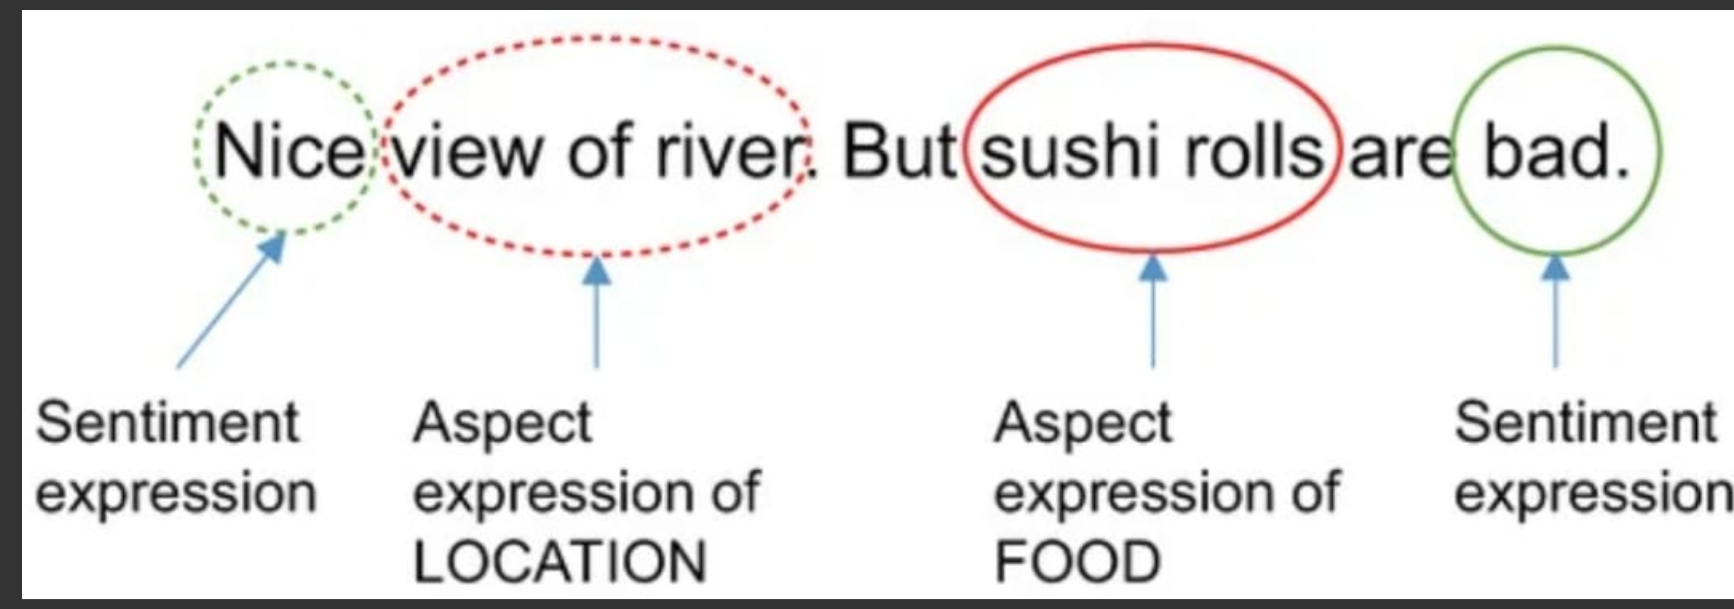 Nice view of river. But sushi rolls are bad.
Sentiment
expression
Aspect
expression of
LOCATION
Aspect
expression of
FOOD
Sentiment
expression